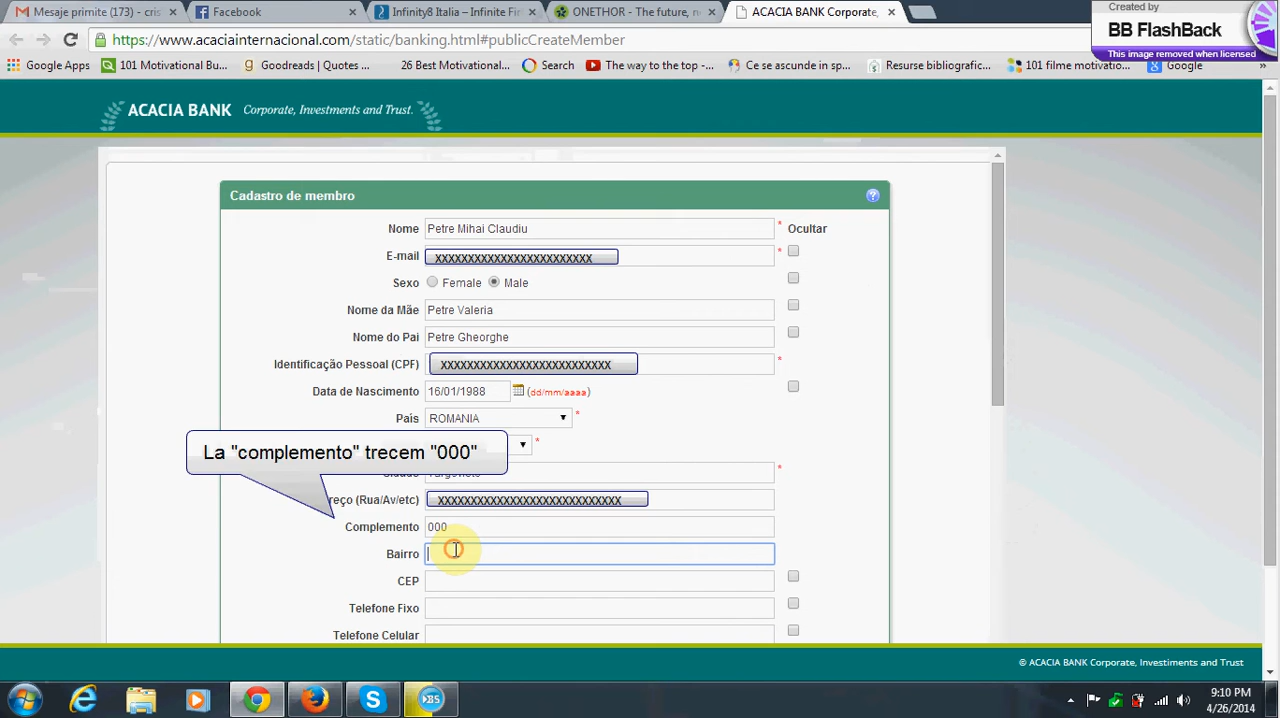 Mesaje primite (173) - cris
Facebook
Infinity8 Italia – Infinite Fi
ONETHOR - The future, n
ACACIA BANK Corporate,
Created by
BB FlashBack
This image removed when licensed
https://www.acaciainternacional.com/static/banking.html#publicCreateMember
Google Apps
101 Motivational Bu
Goodreads | Quotes ...
26 Best Motivational...
Search
The way to the top -...
Ce se ascunde in sp...
Resurse bibliografic...
101 filme motivatio...
Google
»
ACACIA BANK Corporate, Investments and Trust.
Cadastro de membro
Nome Petre Mihai Claudiu * Ocultar
E-mail xxxxxxxxxxxxxxxxxxxxxxxx *
Sexo Female Male
Nome da Mãe Petre Valeria
Nome do Pai Petre Gheorghe
Identificação Pessoal (CPF) xxxxxxxxxxxxxxxxxxxxxxxxxx *
Data de Nascimento 16/01/1988 (dd/mm/aaaa)
Pais ROMANIA *
*
La "complemento" trecem "000"
*
reço (Rua/Av/etc) xxxxxxxxxxxxxxxxxxxxxxxxxxxx
Complemento 000
Bairro
CEP
Telefone Fixo
Telefone Celular
© ACACIA BANK Corporate, Investiments and Trust
BB5
9:10 PM
4/26/2014